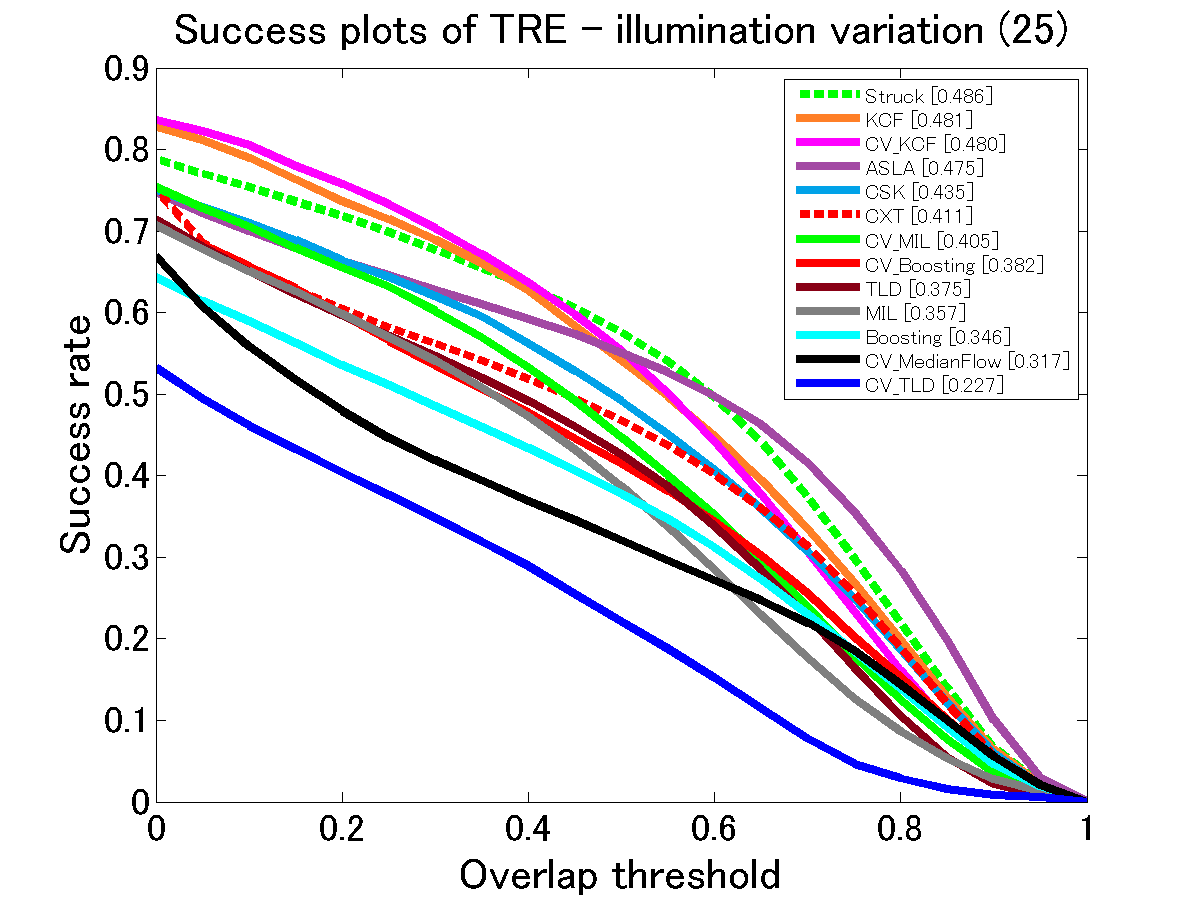 Success plots of TRE - illumination variation (25)
0.9
0.8
0.7
0.6
0.5
0.4
0.3
0.2
0.1
0
Success rate
Struck [0.486]
KCF [0.481]
CV_KCF [0.480]
ASLA [0.475]
CSK [0.435]
CXT [0.411]
CV_MIL [0.405]
CV_Boosting [0.382]
TLD [0.375]
MIL [0.357]
Boosting [0.346]
CV_MedianFlow [0.317]
CV_TLD [0.227]
0 0.2 0.4 0.6 0.8 1
Overlap threshold